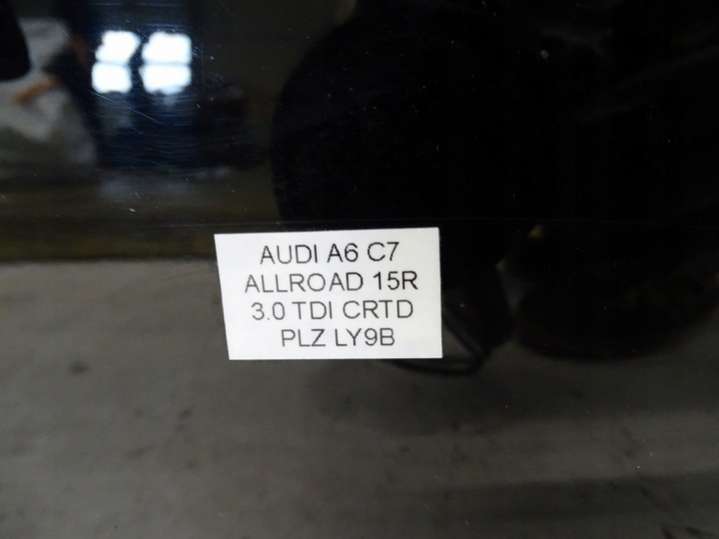 AUDI A6 C7
ALLROAD 15R
3.0 TDI CRTD
PLZ LY9B